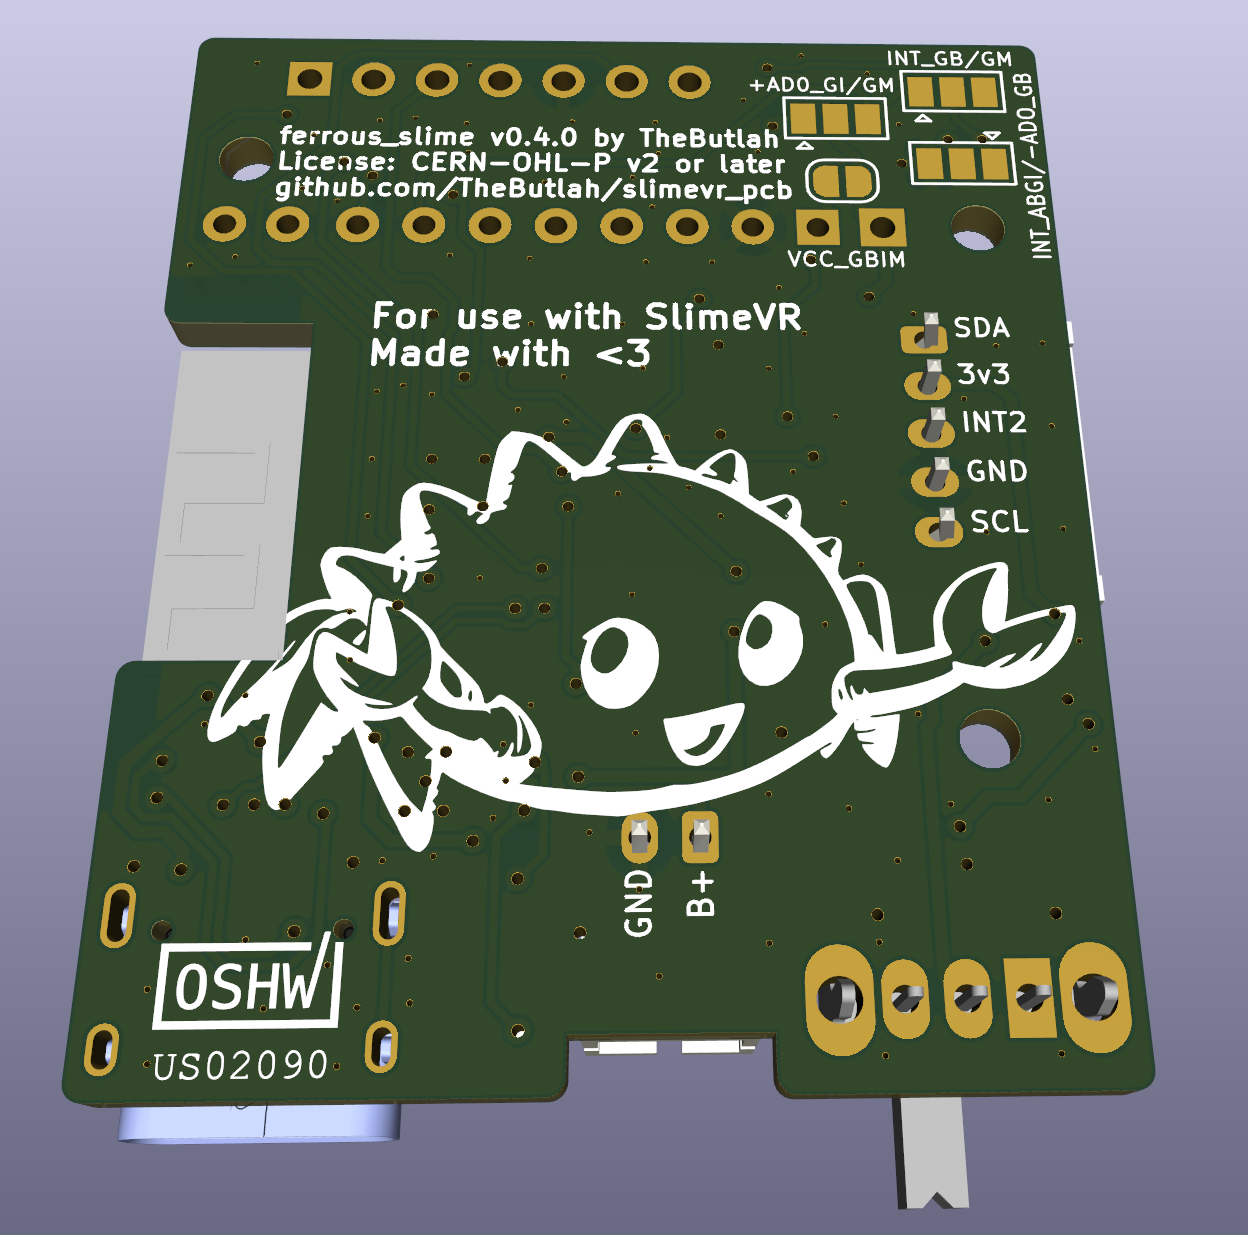 INT_GB/GM
+AD0_GI/GM
INT_ABGI/-AD0_GB
ferrous_slime v0.4.0 by TheButlah
License: CERN-OHL-P v2 or later
github.com/TheButlah/slimevr_pcb
VCC_GBIM
For use with SlimeVR
Made with <3
SDA
3v3
INT2
GND
SCL
GND
B+
OSHW
US02090